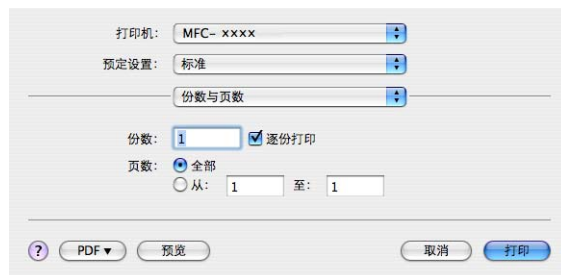 打印机： MFC- xxxx
预定设置： 标准
份数与页数
份数： 1 逐份打印
页数： 全部
从： 1 至： 1
? PDF▼ 预览 取消 打印